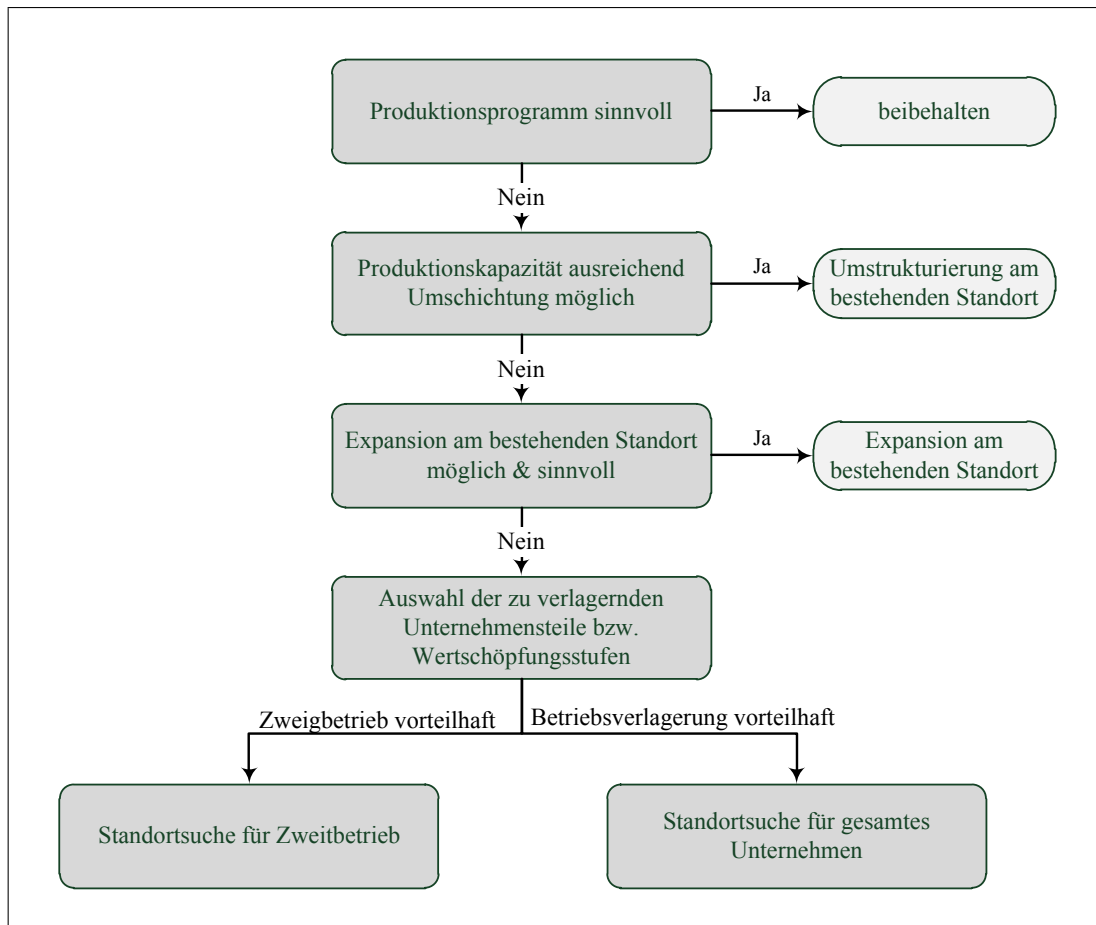 Produktionsprogramm sinnvoll
Ja
beibehalten
Nein
Produktionskapazität ausreichend
Umschichtung möglich
Ja
Umstrukturierung am
bestehenden Standort
Nein
Expansion am bestehenden Standort
möglich & sinnvoll
Ja
Expansion am
bestehenden Standort
Nein
Auswahl der zu verlagernden
Unternehmensteile bzw.
Wertschöpfungsstufen
Zweigbetrieb vorteilhaft
Betriebsverlagerung vorteilhaft
Standortsuche für Zweitbetrieb
Standortsuche für gesamtes
Unternehmen